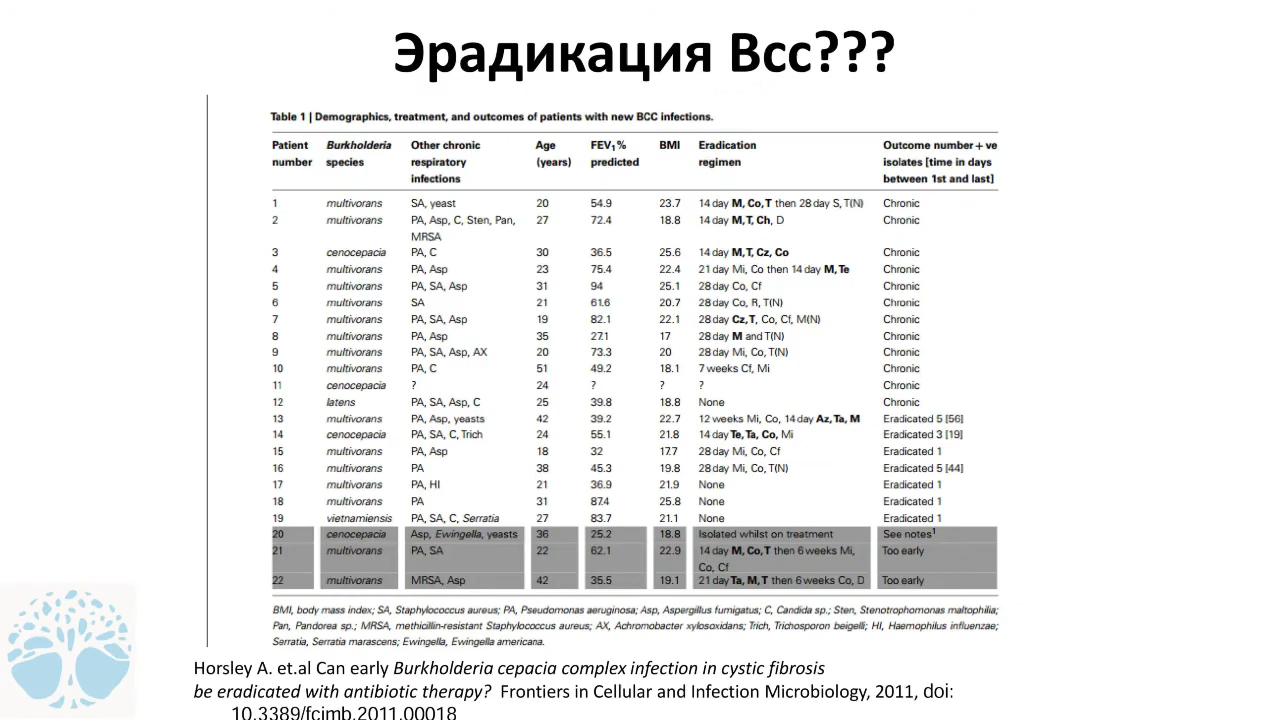 Эрадикация Bcc???
Table 1 | Demographics, treatment, and outcomes of patients with new BCC infections.
Patient number Burkholderia species Other chronic respiratory infections Age (years) FEV1% predicted BMI Eradication regimen Outcome number + ve isolates [time in days between 1st and last]
1 multivorans SA, yeast 20 54.9 23.7 14 day M, Co, T then 28 day S, T(N) Chronic
2 multivorans PA, Asp, C, Sten, Pan, MRSA 27 72.4 18.8 14 day M, T, Ch, D Chronic
3 cenocepacia PA, C 30 36.5 25.6 14 day M, T, Cz, Co Chronic
4 multivorans PA, Asp 23 75.4 22.4 21 day Mi, Co then 14 day M, Te Chronic
5 multivorans PA, SA, Asp 31 94 25.1 28 day Co, Cf Chronic
6 multivorans SA 21 61.6 20.7 28 day Co, R, T(N) Chronic
7 multivorans PA, SA, Asp 19 82.1 22.1 28 day Cz, T, Co, Cf, M(N) Chronic
8 multivorans PA, Asp 35 27.1 17 28 day M and T(N) Chronic
9 multivorans PA, SA, Asp, AX 20 73.3 20 28 day Mi, Co, T(N) Chronic
10 multivorans PA, C 51 49.2 18.1 7 weeks Cf, Mi Chronic
11 cenocepacia ? 24 ? ? ? Chronic
12 latens PA, SA, Asp, C 25 39.8 18.8 None Chronic
13 multivorans PA, Asp, yeasts 42 39.2 22.7 12 weeks Mi, Co, 14 day Az, Ta, M Eradicated 5 [56]
14 cenocepacia PA, SA, C, Trich 24 55.1 21.8 14 day Te, Ta, Co, Mi Eradicated 3 [19]
15 multivorans PA, Asp 18 32 17.7 28 day Mi, Co, Cf Eradicated 1
16 multivorans PA 38 45.3 19.8 28 day Mi, Co, T(N) Eradicated 5 [44]
17 multivorans PA, HI 21 36.9 21.9 None Eradicated 1
18 multivorans PA 31 87.4 25.8 None Eradicated 1
19 vietnamiensis PA, SA, C, Serratia 27 83.7 21.1 None Eradicated 1
20 cenocepacia Asp, Ewingella, yeasts 36 25.2 18.8 Isolated whilst on treatment See notes1
21 multivorans PA, SA 22 62.1 22.9 14 day M, Co, T then 6 weeks Mi, Co, Cf Too early
22 multivorans MRSA, Asp 42 35.5 19.1 21 day Ta, M, T then 6 weeks Co, D Too early
BMI, body mass index; SA, Staphylococcus aureus; PA, Pseudomonas aeruginosa; Asp, Aspergillus fumigatus; C, Candida sp.; Sten, Stenotrophomonas maltophilia;
Pan, Pandorea sp.; MRSA, methicillin-resistant Staphylococcus aureus; AX, Achromobacter xylosoxidans; Trich, Trichosporon beigelli; HI, Haemophilus influenzae;
Serratia, Serratia marascens; Ewingella, Ewingella americana.
Horsley A. et.al Can early Burkholderia cepacia complex infection in cystic fibrosis
be eradicated with antibiotic therapy? Frontiers in Cellular and Infection Microbiology, 2011, doi:
10.3389/fcimb.2011.00018